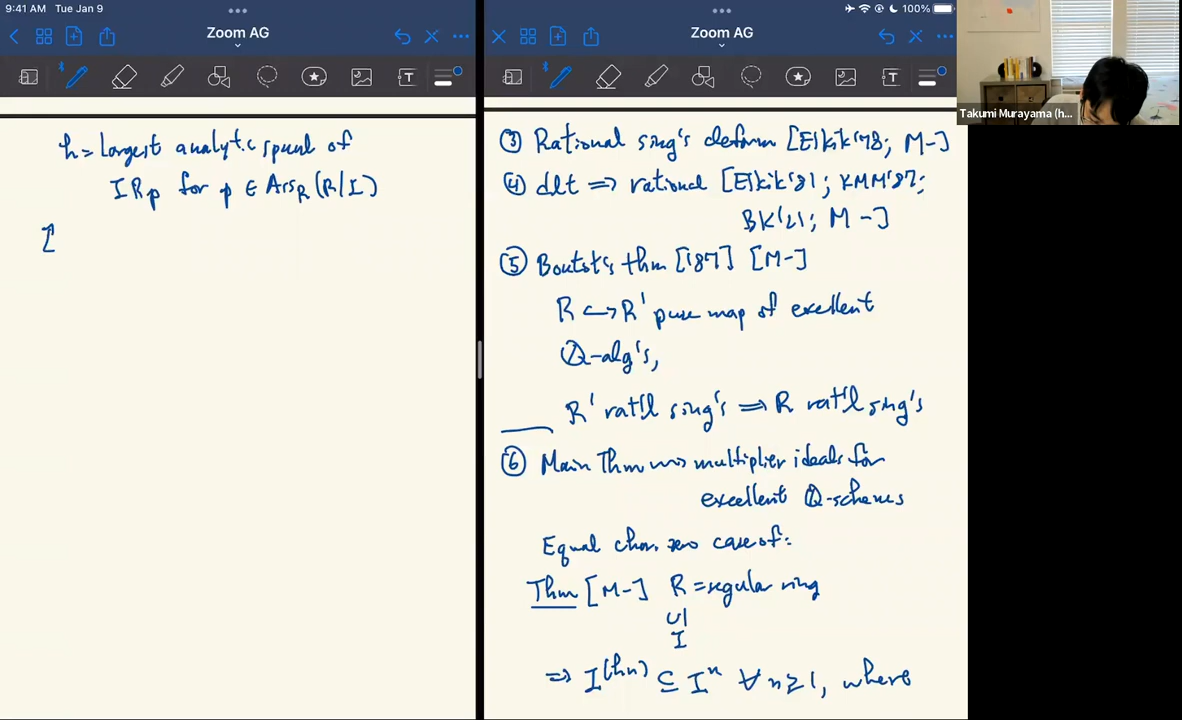 9:41 AM Tue Jan 9
Zoom AG
h = largest analytic spread of
I R_p for p ∈ Ass_R (R/I)
[
100%
Zoom AG
③ Rational sing's deform [Elkik'78; M–]
④ dlt ⇒ rational [Elkik'81; KMM'87;
BK'21; M–]
⑤ Boutot's thm ['87] [M–]
R ↪ R' pure map of excellent
Q-alg's,
R' rat'l sing's ⇒ R rat'l sing's
⑥ Main Thm ⇝ multiplier ideals for
excellent Q-schemes
Equal char. zero case of:
Thm [M–] R = regular ring
∪|
I
⇒ I^(hn) ⊆ I^n ∀ n ≥ 1, where
Takumi Murayama (h...